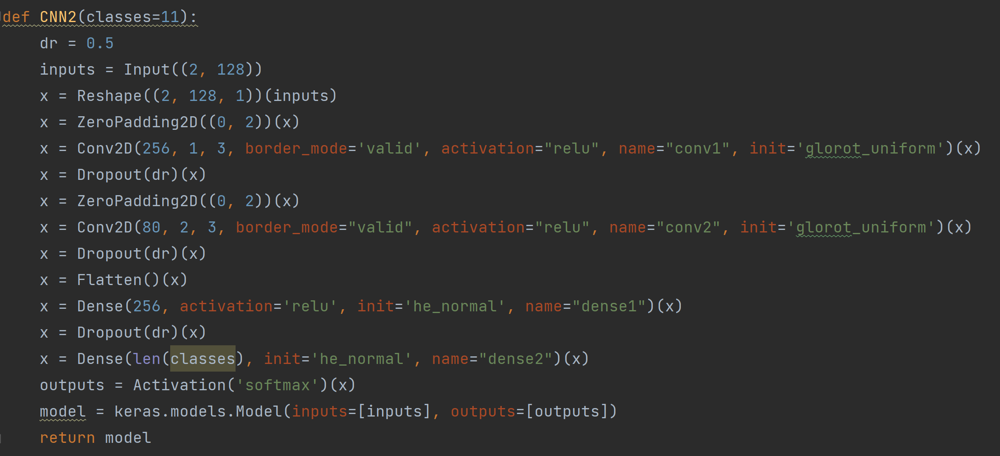 def CNN2(classes=11):
    dr = 0.5
    inputs = Input((2, 128))
    x = Reshape((2, 128, 1))(inputs)
    x = ZeroPadding2D((0, 2))(x)
    x = Conv2D(256, 1, 3, border_mode='valid', activation="relu", name="conv1", init='glorot_uniform')(x)
    x = Dropout(dr)(x)
    x = ZeroPadding2D((0, 2))(x)
    x = Conv2D(80, 2, 3, border_mode="valid", activation="relu", name="conv2", init='glorot_uniform')(x)
    x = Dropout(dr)(x)
    x = Flatten()(x)
    x = Dense(256, activation='relu', init='he_normal', name="dense1")(x)
    x = Dropout(dr)(x)
    x = Dense(len(classes), init='he_normal', name="dense2")(x)
    outputs = Activation('softmax')(x)
    model = keras.models.Model(inputs=[inputs], outputs=[outputs])
    return model